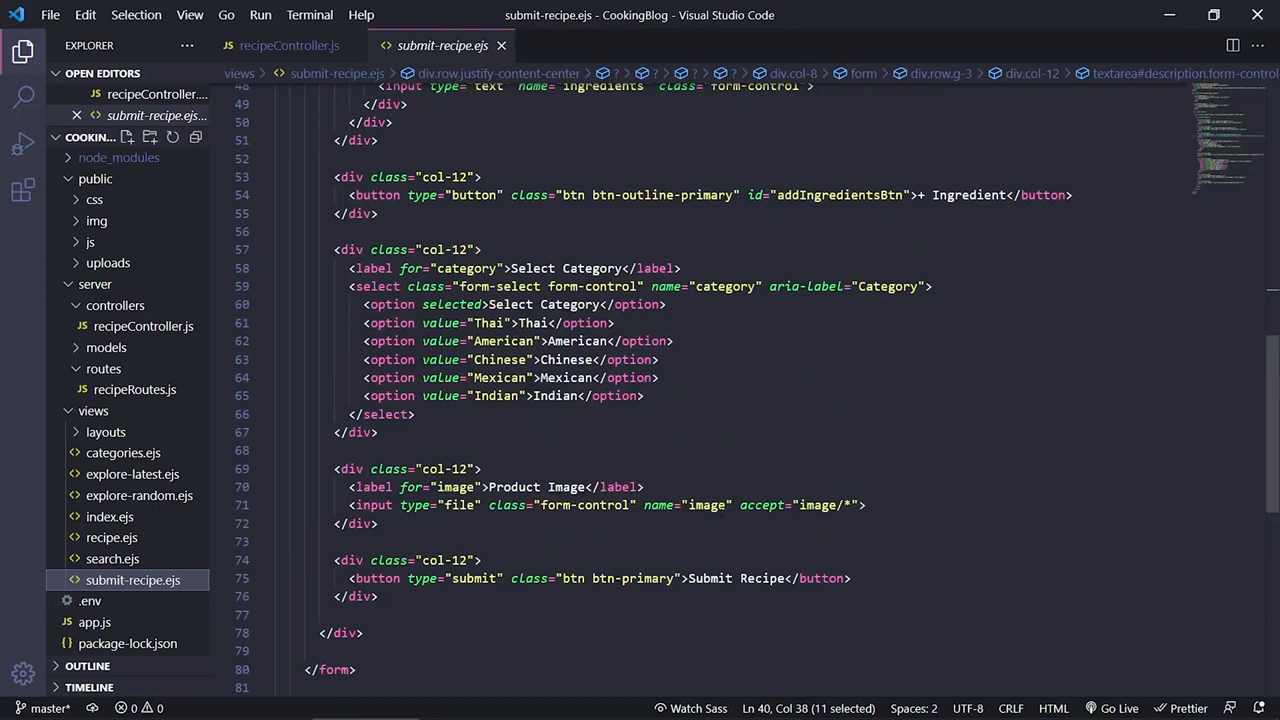 File Edit Selection View Go Run Terminal Help submit-recipe.ejs - CookingBlog - Visual Studio Code
EXPLORER
recipeController.js submit-recipe.ejs
OPEN EDITORS
recipeController....
submit-recipe.ejs...
COOKIN...
node_modules
public
css
img
js
uploads
server
controllers
recipeController.js
models
routes
recipeRoutes.js
views
layouts
categories.ejs
explore-latest.ejs
explore-random.ejs
index.ejs
recipe.ejs
search.ejs
submit-recipe.ejs
.env
app.js
package-lock.json
OUTLINE
TIMELINE
views submit-recipe.ejs div.row.justify-content-center ? ? ? ? div.col-8 form div.row.g-3 div.col-12 textarea#description.form-control
48 <input type="text" name="ingredients" class="form-control">
49 </div>
50 </div>
51 </div>
52
53 <div class="col-12">
54 <button type="button" class="btn btn-outline-primary" id="addIngredientsBtn">+ Ingredient</button>
55 </div>
56
57 <div class="col-12">
58 <label for="category">Select Category</label>
59 <select class="form-select form-control" name="category" aria-label="Category">
60 <option selected>Select Category</option>
61 <option value="Thai">Thai</option>
62 <option value="American">American</option>
63 <option value="Chinese">Chinese</option>
64 <option value="Mexican">Mexican</option>
65 <option value="Indian">Indian</option>
66 </select>
67 </div>
68
69 <div class="col-12">
70 <label for="image">Product Image</label>
71 <input type="file" class="form-control" name="image" accept="image/*">
72 </div>
73
74 <div class="col-12">
75 <button type="submit" class="btn btn-primary">Submit Recipe</button>
76 </div>
77
78 </div>
79
80 </form>
81
master* 0 0 Watch Sass Ln 40, Col 38 (11 selected) Spaces: 2 UTF-8 CRLF HTML Go Live Prettier